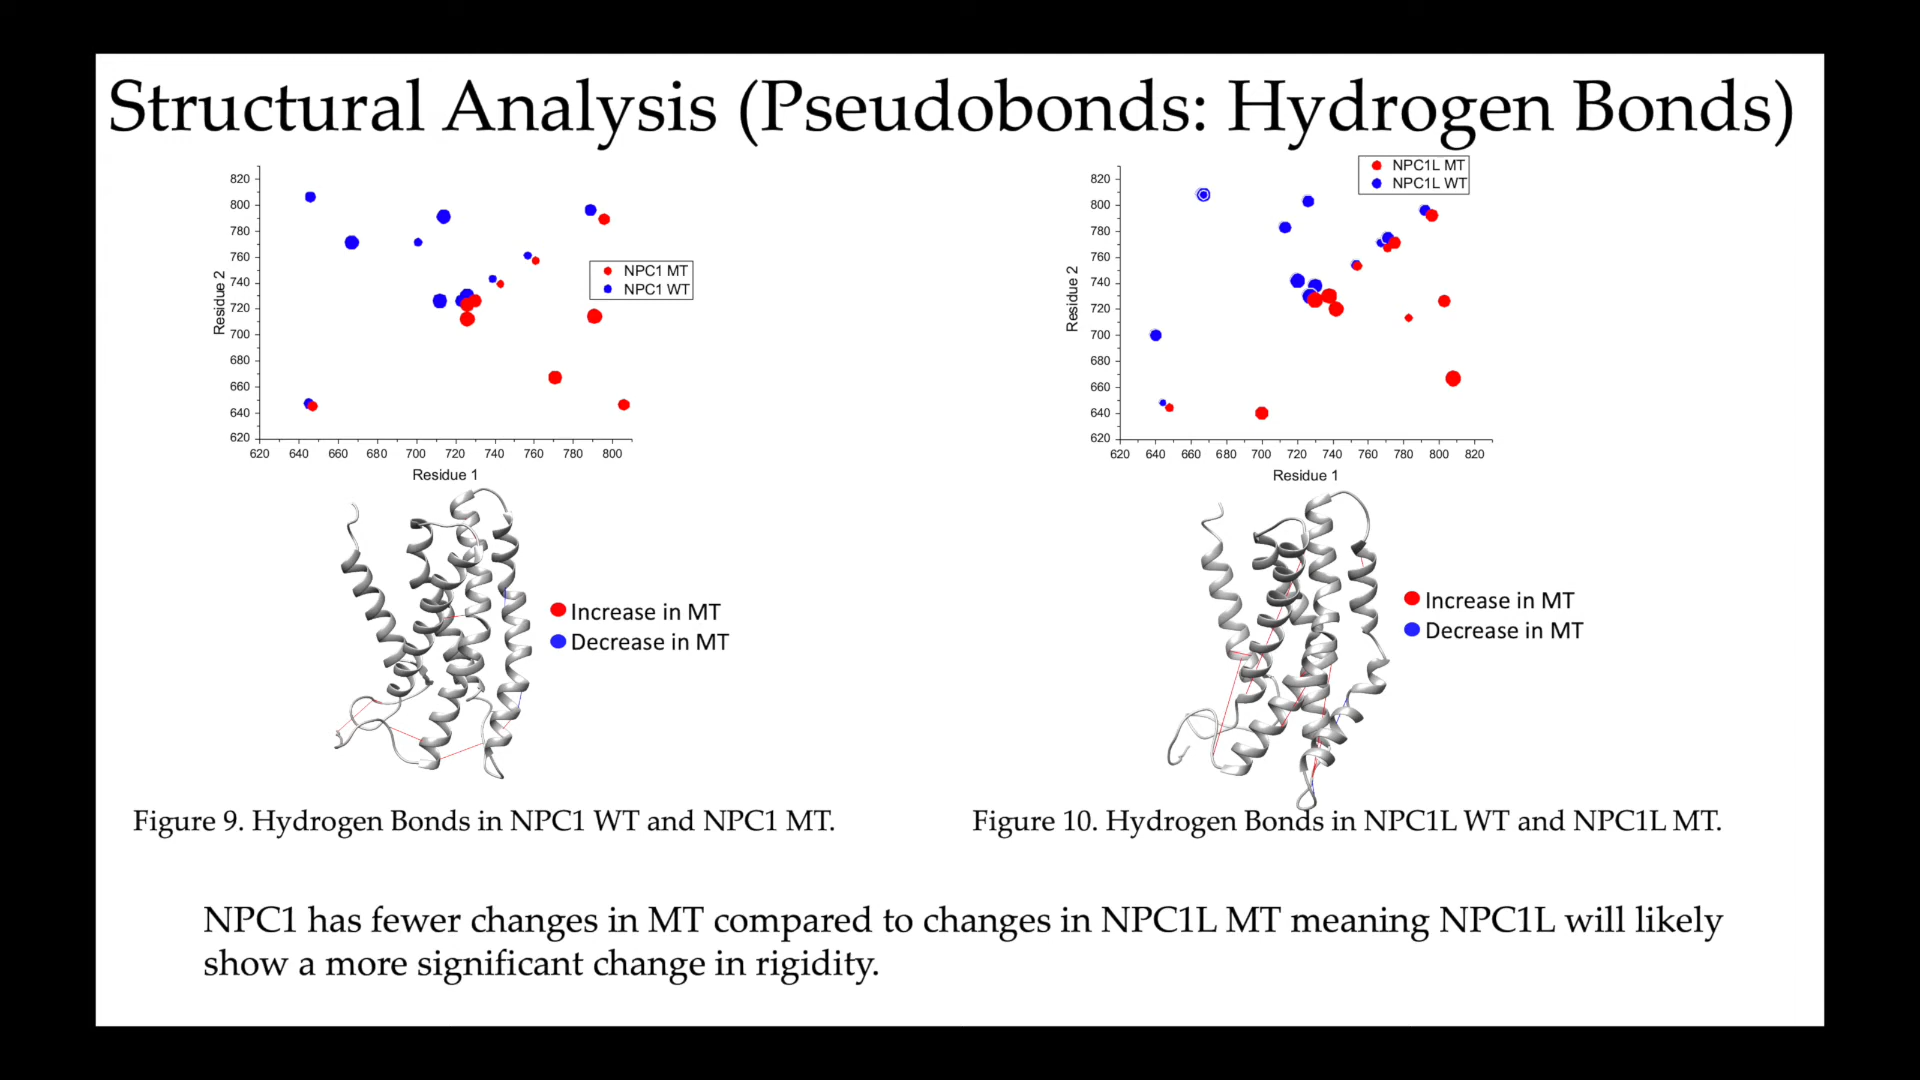 Structural Analysis (Pseudobonds: Hydrogen Bonds)
820
800
780
760
740
720
700
680
660
640
620
Residue 2
620 640 660 680 700 720 740 760 780 800
Residue 1
NPC1 MT
NPC1 WT
Increase in MT
Decrease in MT
Figure 9. Hydrogen Bonds in NPC1 WT and NPC1 MT.
NPC1L MT
NPC1L WT
820
800
780
760
740
720
700
680
660
640
620
Residue 2
620 640 660 680 700 720 740 760 780 800 820
Residue 1
Increase in MT
Decrease in MT
Figure 10. Hydrogen Bonds in NPC1L WT and NPC1L MT.
NPC1 has fewer changes in MT compared to changes in NPC1L MT meaning NPC1L will likely
show a more significant change in rigidity.